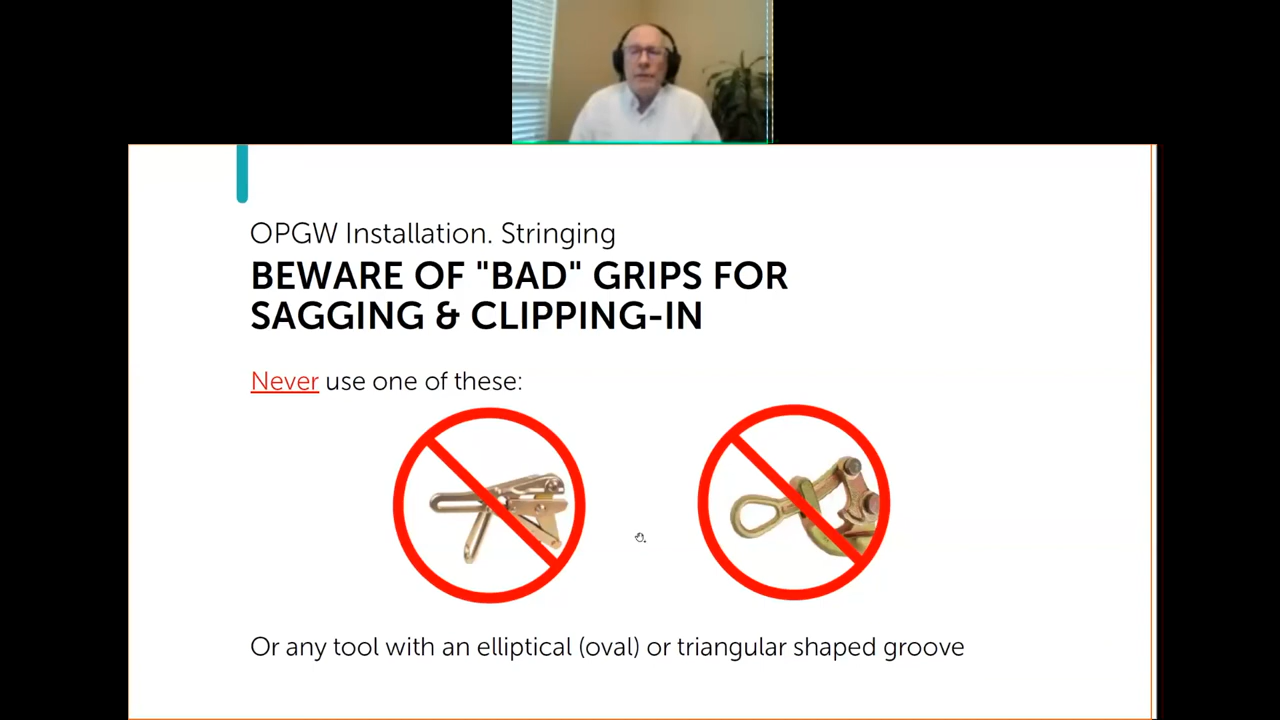 OPGW Installation. Stringing
BEWARE OF "BAD" GRIPS FOR
SAGGING & CLIPPING-IN
Never use one of these:
Or any tool with an elliptical (oval) or triangular shaped groove